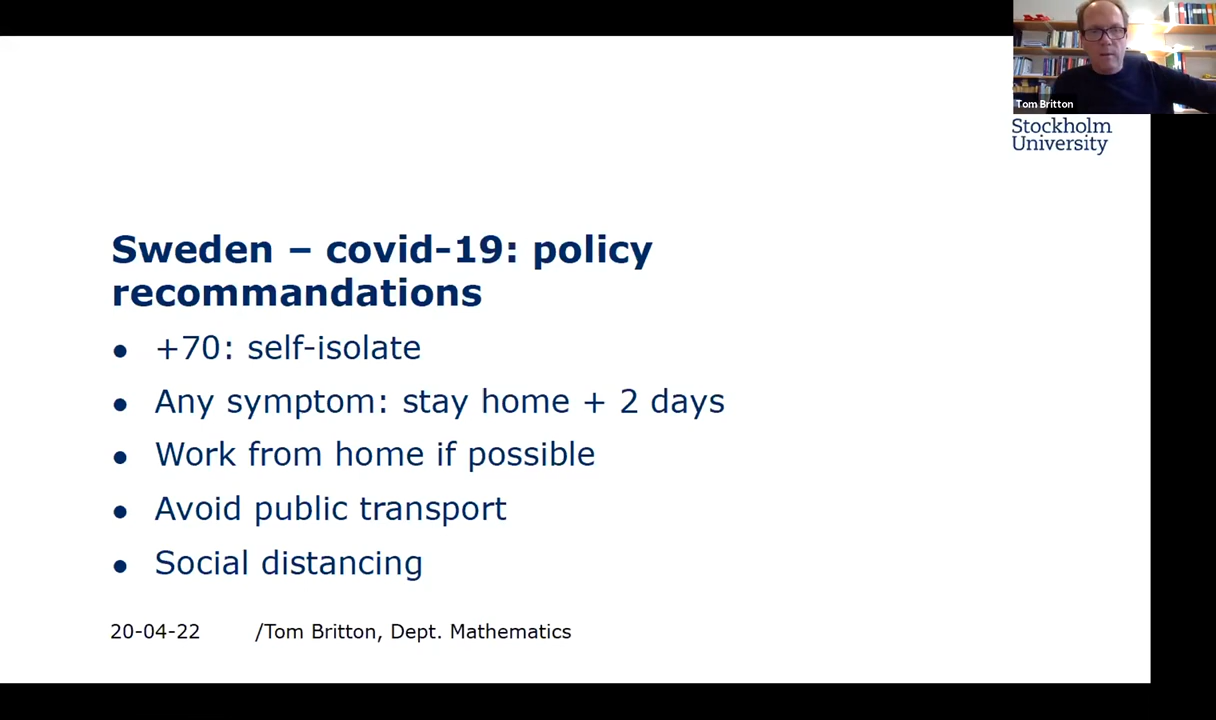 Tom Britton
Stockholm
University
Sweden – covid-19: policy
recommandations
● +70: self-isolate
● Any symptom: stay home + 2 days
● Work from home if possible
● Avoid public transport
● Social distancing
20-04-22 /Tom Britton, Dept. Mathematics